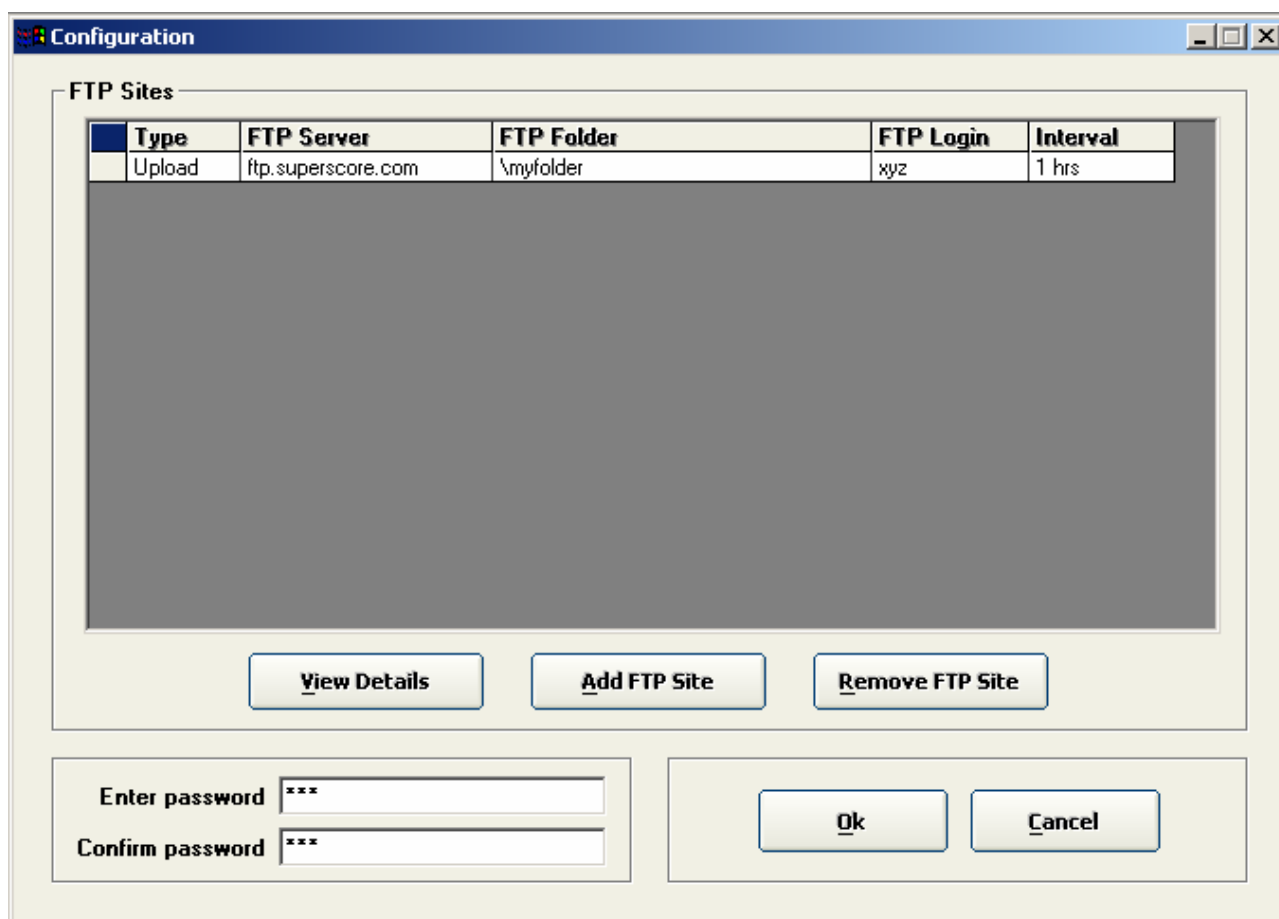 Configuration
FTP Sites
Type FTP Server FTP Folder FTP Login Interval
Upload ftp.superscore.com \myfolder xyz 1 hrs
View Details Add FTP Site Remove FTP Site
Enter password ***
Confirm password ***
Ok Cancel